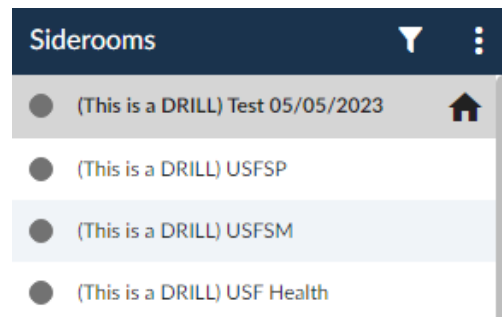 Siderooms
(This is a DRILL) Test 05/05/2023
(This is a DRILL) USFSP
(This is a DRILL) USFSM
(This is a DRILL) USF Health